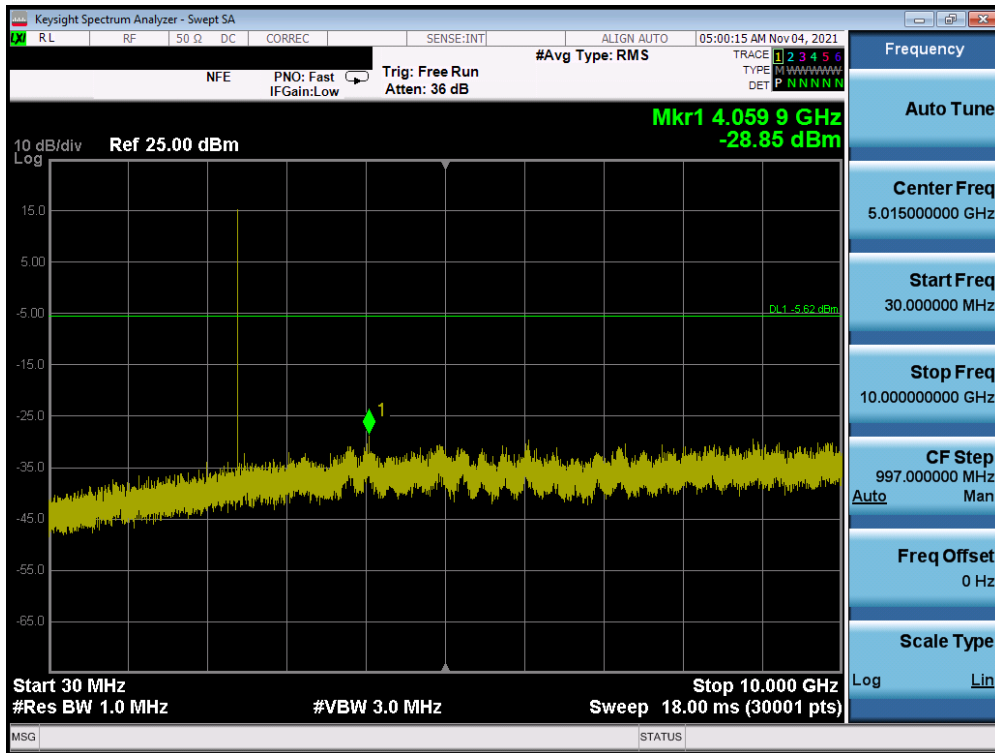 Keysight Spectrum Analyzer - Swept SA
LXI RL RF 50 Ω DC CORREC SENSE:INT ALIGN AUTO 05:00:15 AM Nov 04, 2021
NFE PNO: Fast Trig: Free Run #Avg Type: RMS TRACE 1 2 3 4 5 6
IFGain:Low Atten: 36 dB TYPE M WWWWW
DET P N N N N N
Mkr1 4.059 9 GHz
-28.85 dBm
10 dB/div Ref 25.00 dBm
Log
15.0
5.00
-5.00
DL1 -5.62 dBm
-15.0
-25.0
1
-35.0
-45.0
-55.0
-65.0
Start 30 MHz Stop 10.000 GHz
#Res BW 1.0 MHz #VBW 3.0 MHz Sweep 18.00 ms (30001 pts)
MSG STATUS
Frequency
Auto Tune
Center Freq
5.015000000 GHz
Start Freq
30.000000 MHz
Stop Freq
10.000000000 GHz
CF Step
997.000000 MHz
Auto Man
Freq Offset
0 Hz
Scale Type
Log Lin